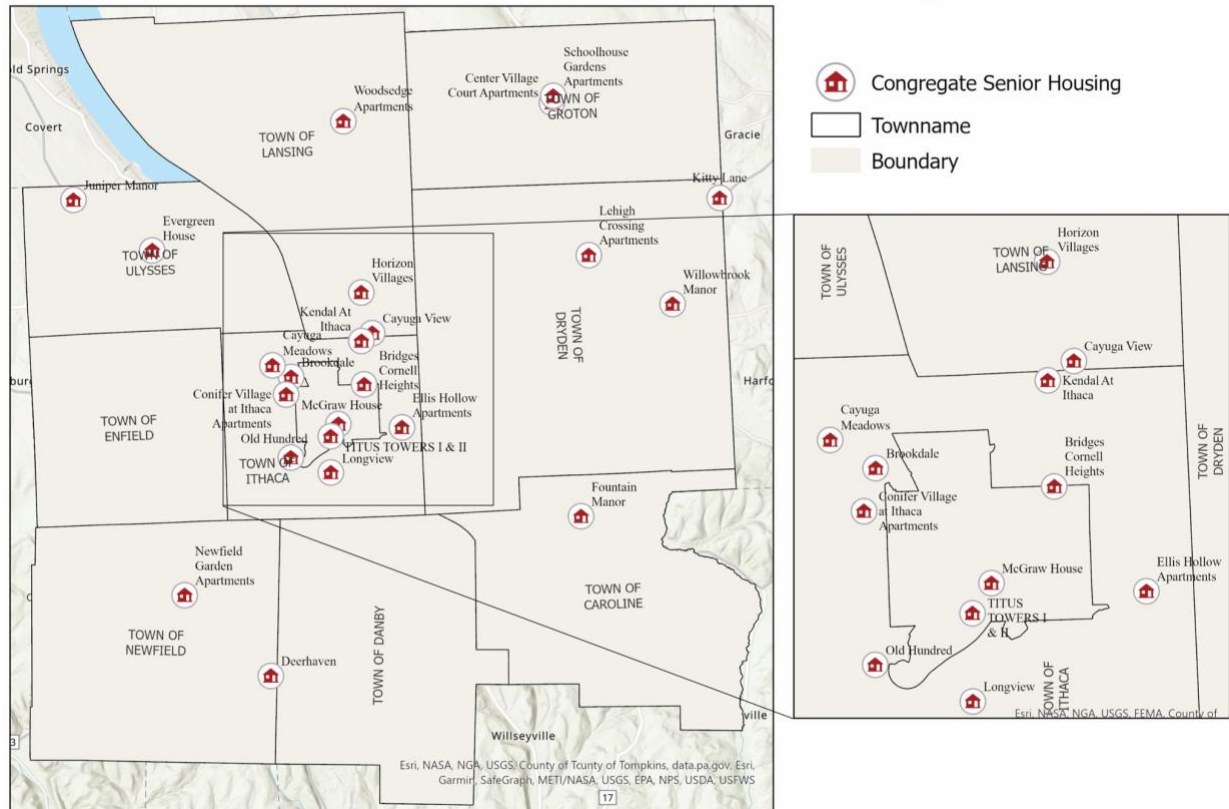 old Springs
Covert
Woodsedge
Apartments
TOWN OF
LANSING
Schoolhouse
Gardens
Apartments
Center Village
Court Apartments
TOWN OF
GROTON
Gracie
Juniper Manor
Kitty Lane
Evergreen
House
TOWN OF
ULYSSES
Lehigh
Crossing
Apartments
Willowbrook
Manor
Horizon
Villages
Kendal At
Ithaca
Cayuga View
TOWN OF
DRYDEN
Cayuga
Meadows
Brookdale
Bridges
Cornell
Heights
Harfo
burg
Conifer Village
at Ithaca
Apartments
McGraw House
Ellis Hollow
Apartments
TOWN OF
ENFIELD
Old Hundred
TITUS TOWERS I & II
TOWN OF
ITHACA
Longview
Fountain
Manor
Newfield
Garden
Apartments
TOWN OF
CAROLINE
TOWN OF
NEWFIELD
TOWN OF DANBY
Deerhaven
ville
Willseyville
3
Esri, NASA, NGA, USGS, County of Tcunty of Tompkins, data.pa.gov, Esri,
Garmin, SafeGraph, METI/NASA, USGS, EPA, NPS, USDA, USFWS
17
Congregate Senior Housing
Townname
Boundary
TOWN OF
ULYSSES
Horizon
Villages
TOWN OF
LANSING
Cayuga View
Kendal At
Ithaca
Cayuga
Meadows
Brookdale
Bridges
Cornell
Heights
TOWN OF
DRYDEN
Conifer Village
at Ithaca
Apartments
McGraw House
Ellis Hollow
Apartments
TITUS
TOWERS I
& II
Old Hundred
Longview
TOWN OF
ITHACA
Esri, NASA, NGA, USGS, FEMA, County of